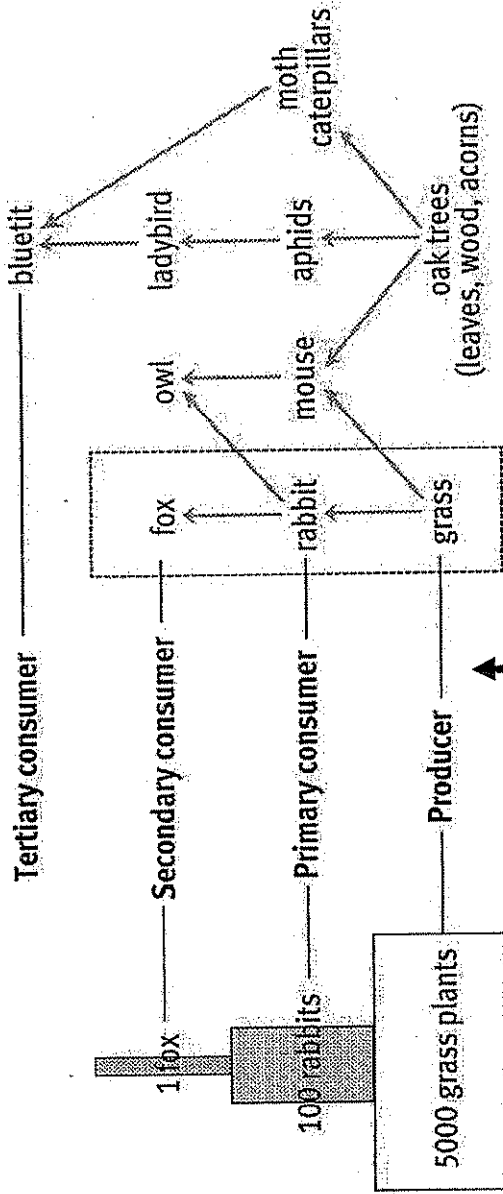 Tertiary consumer bluetit
1 fox Secondary consumer fox owl ladybird
100 rabbits Primary consumer rabbit mouse aphids moth
caterpillars
5000 grass plants Producer grass oak trees
(leaves, wood, acorns)